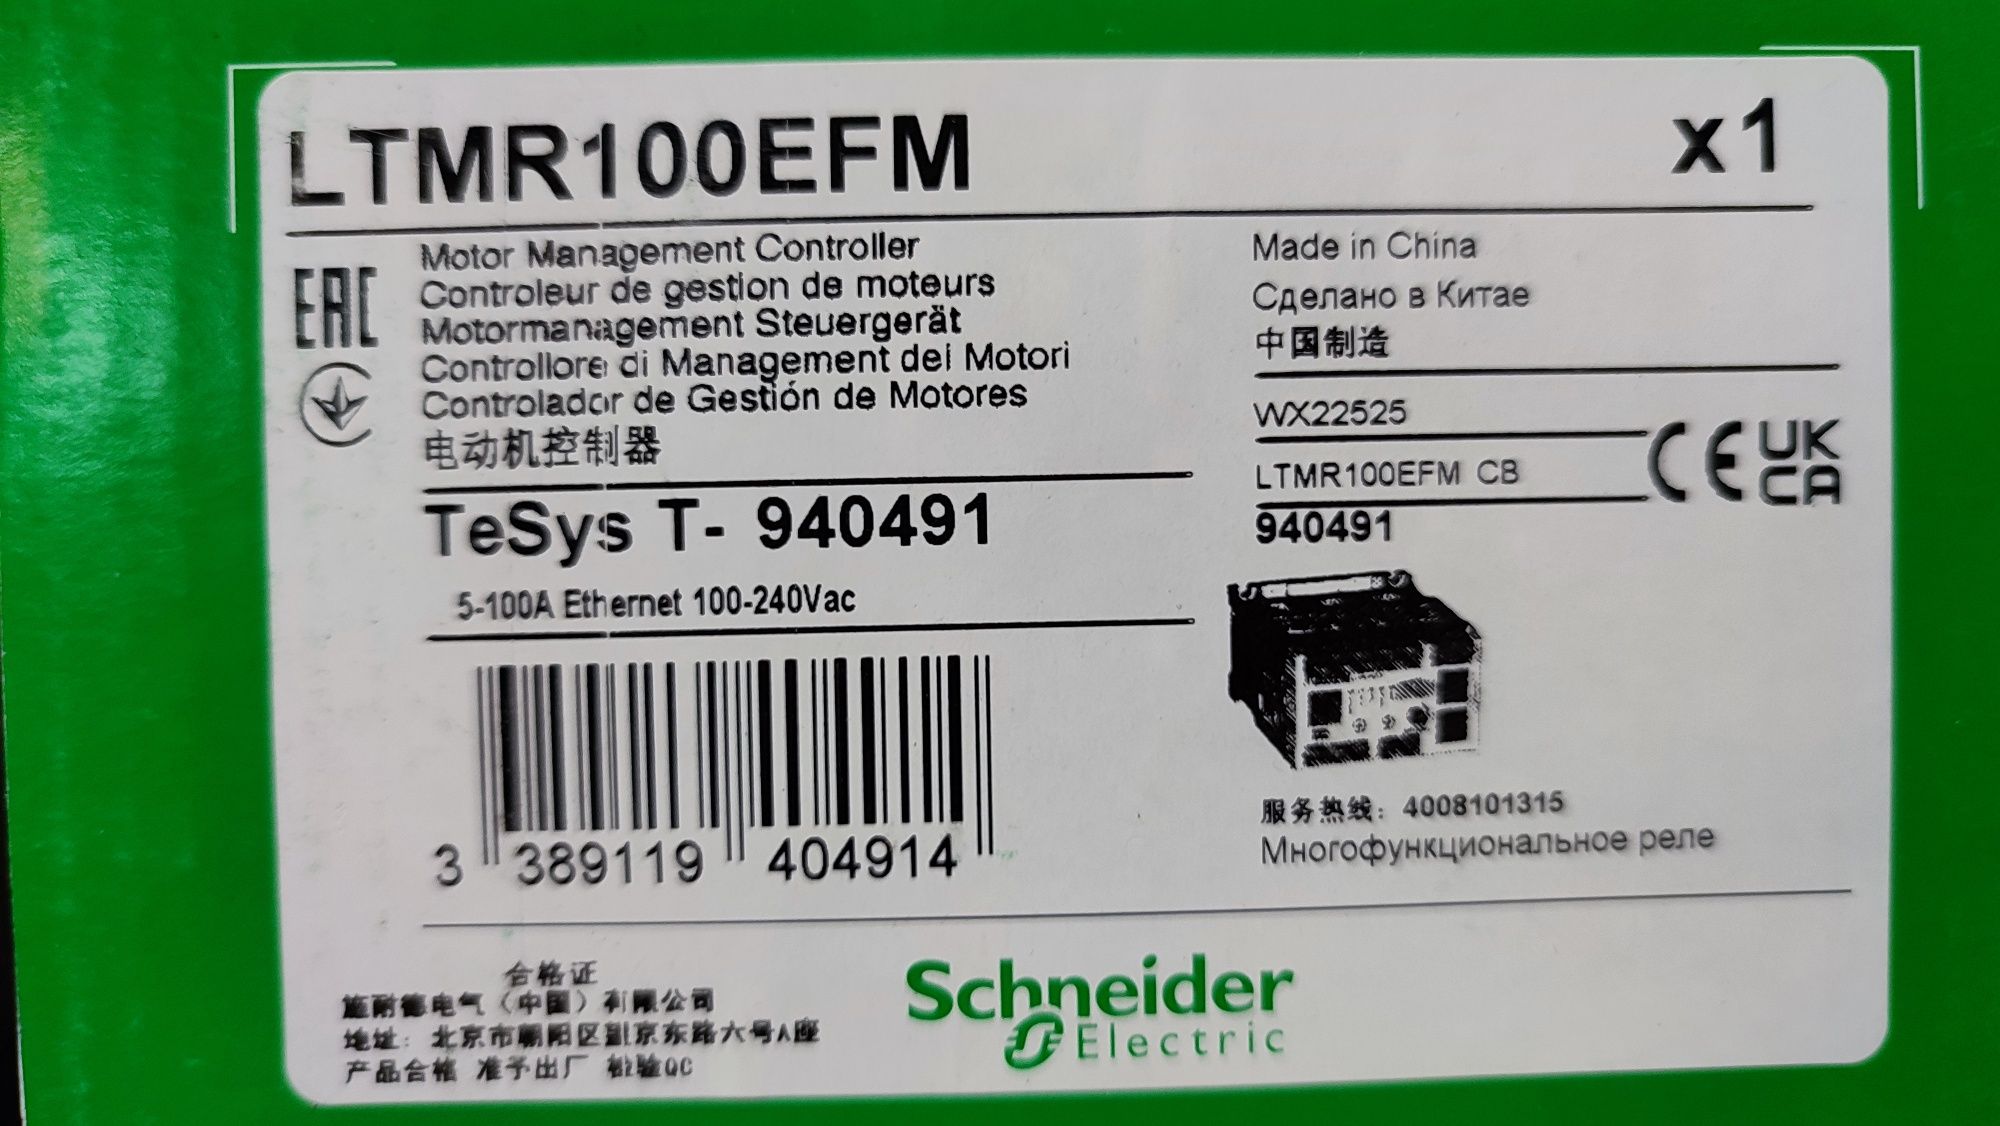 LTMR100EFM
x1
EAC
Motor Management Controller
Controleur de gestion de moteurs
Motormanagement Steuergerät
Controllore di Management dei Motori
Controlador de Gestión de Motores
电动机控制器
TeSys T- 940491
5-100A Ethernet 100-240Vac
3 389119 404914
Made in China
Сделано в Китае
中国制造
WX22525
LTMR100EFM CB
940491
CE UK
CA
服务热线：4008101315
Многофункциональное реле
合格证
施耐德电气（中国）有限公司
地址：北京市朝阳区望京东路六号A座
产品合格 准予出厂 检验QC
Schneider
Electric